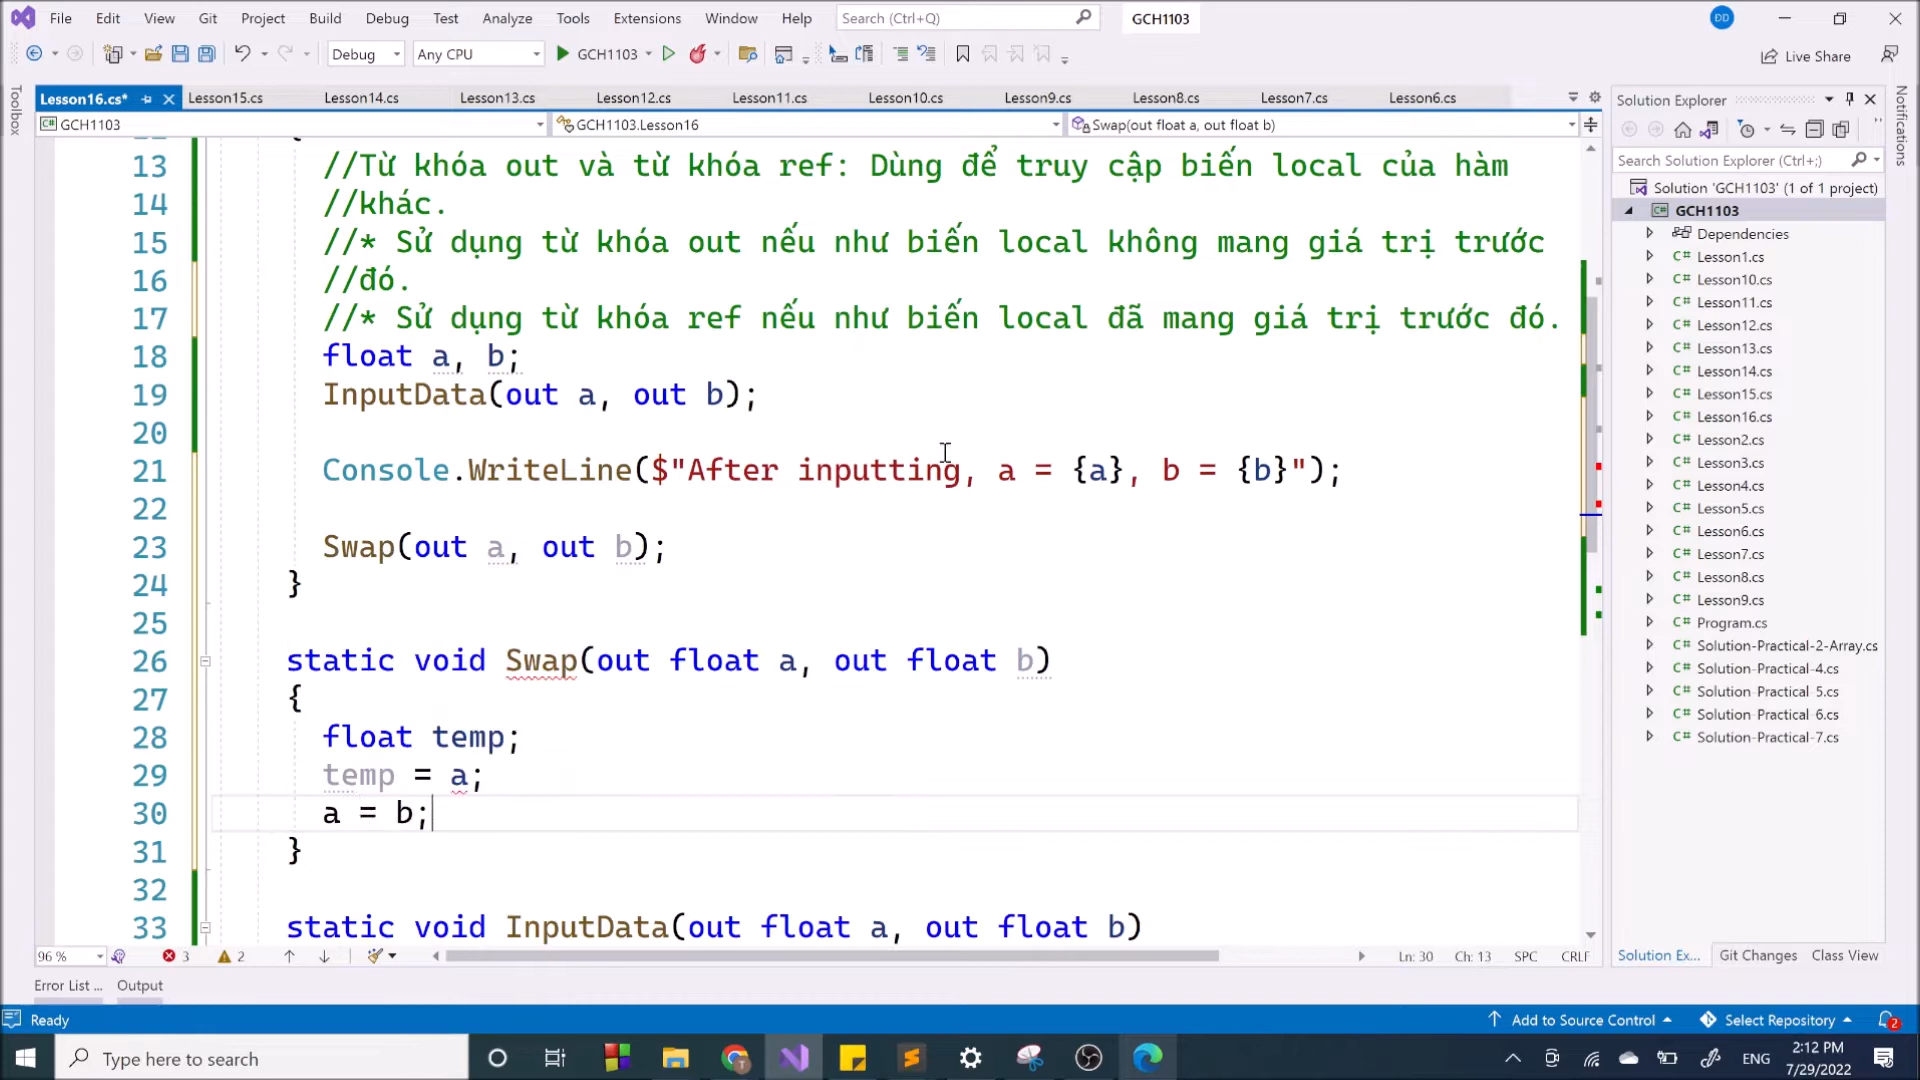 File Edit View Git Project Build Debug Test Analyze Tools Extensions Window Help Search (Ctrl+Q) GCH1103 DD
Debug Any CPU GCH1103 Live Share
Toolbox
Lesson16.cs* Lesson15.cs Lesson14.cs Lesson13.cs Lesson12.cs Lesson11.cs Lesson10.cs Lesson9.cs Lesson8.cs Lesson7.cs Lesson6.cs
GCH1103 GCH1103.Lesson16 Swap(out float a, out float b)
13 //Từ khóa out và từ khóa ref: Dùng để truy cập biến local của hàm
14 //khác.
15 //* Sử dụng từ khóa out nếu như biến local không mang giá trị trước
16 //đó.
17 //* Sử dụng từ khóa ref nếu như biến local đã mang giá trị trước đó.
18 float a, b;
19 InputData(out a, out b);
20
21 Console.WriteLine($"After inputting, a = {a}, b = {b}");
22
23 Swap(out a, out b);
24 }
25
26 static void Swap(out float a, out float b)
27 {
28 float temp;
29 temp = a;
30 a = b;
31 }
32
33 static void InputData(out float a, out float b)
96 % 3 2 Ln: 30 Ch: 13 SPC CRLF
Error List ... Output
Solution Explorer
Search Solution Explorer (Ctrl+;)
Solution 'GCH1103' (1 of 1 project)
C# GCH1103
Dependencies
C# Lesson1.cs
C# Lesson10.cs
C# Lesson11.cs
C# Lesson12.cs
C# Lesson13.cs
C# Lesson14.cs
C# Lesson15.cs
C# Lesson16.cs
C# Lesson2.cs
C# Lesson3.cs
C# Lesson4.cs
C# Lesson5.cs
C# Lesson6.cs
C# Lesson7.cs
C# Lesson8.cs
C# Lesson9.cs
C# Program.cs
C# Solution-Practical-2-Array.cs
C# Solution-Practical-4.cs
C# Solution-Practical-5.cs
C# Solution-Practical-6.cs
C# Solution-Practical-7.cs
Solution Ex... Git Changes Class View
Notifications
Ready Add to Source Control Select Repository 2
Type here to search ENG 2:12 PM
7/29/2022